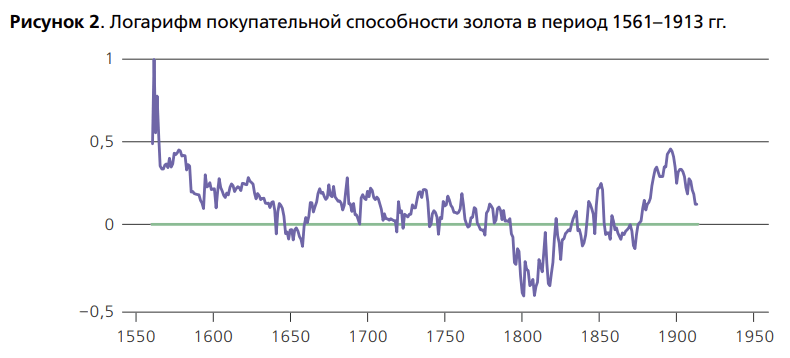 Рисунок 2. Логарифм покупательной способности золота в период 1561–1913 гг.
1
0,5
0
–0,5
1550 1600 1650 1700 1750 1800 1850 1900 1950